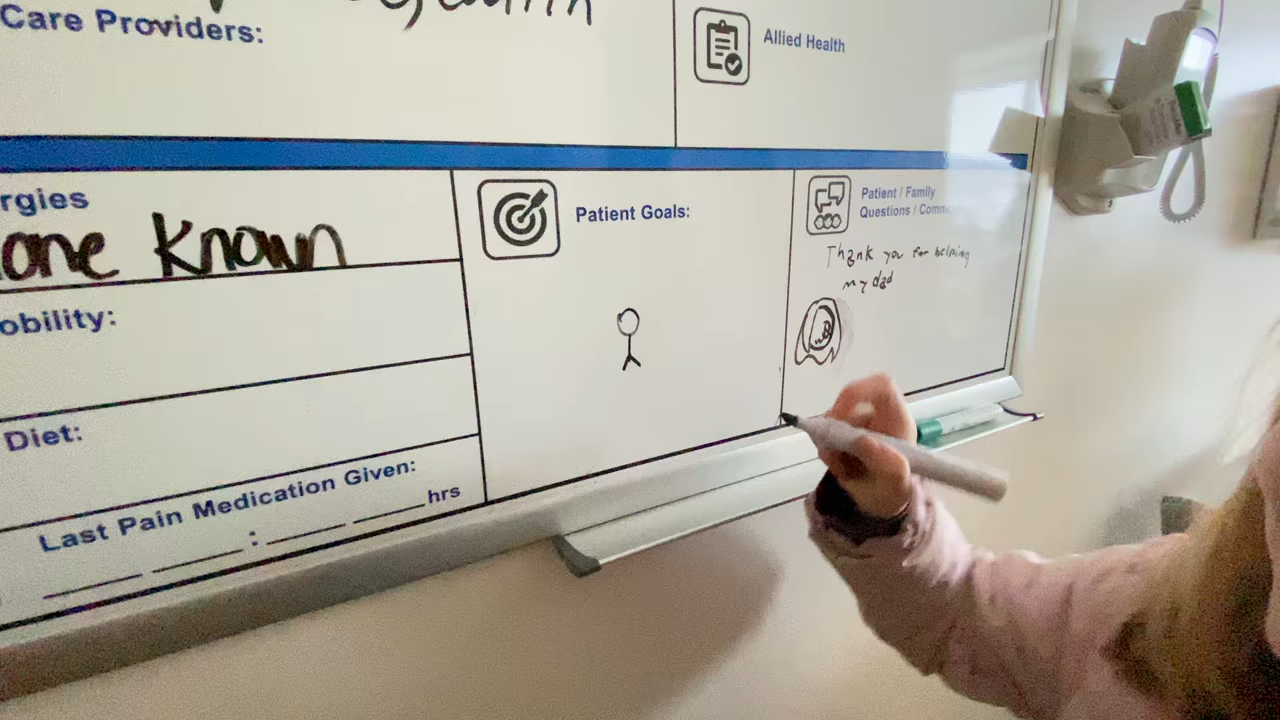 Care Providers:
Allied Health
rgies
one Known
obility:
Diet:
Last Pain Medication Given:
: hrs
Patient Goals:
Patient / Family
Questions / Comm
Thank you for helping
my dad